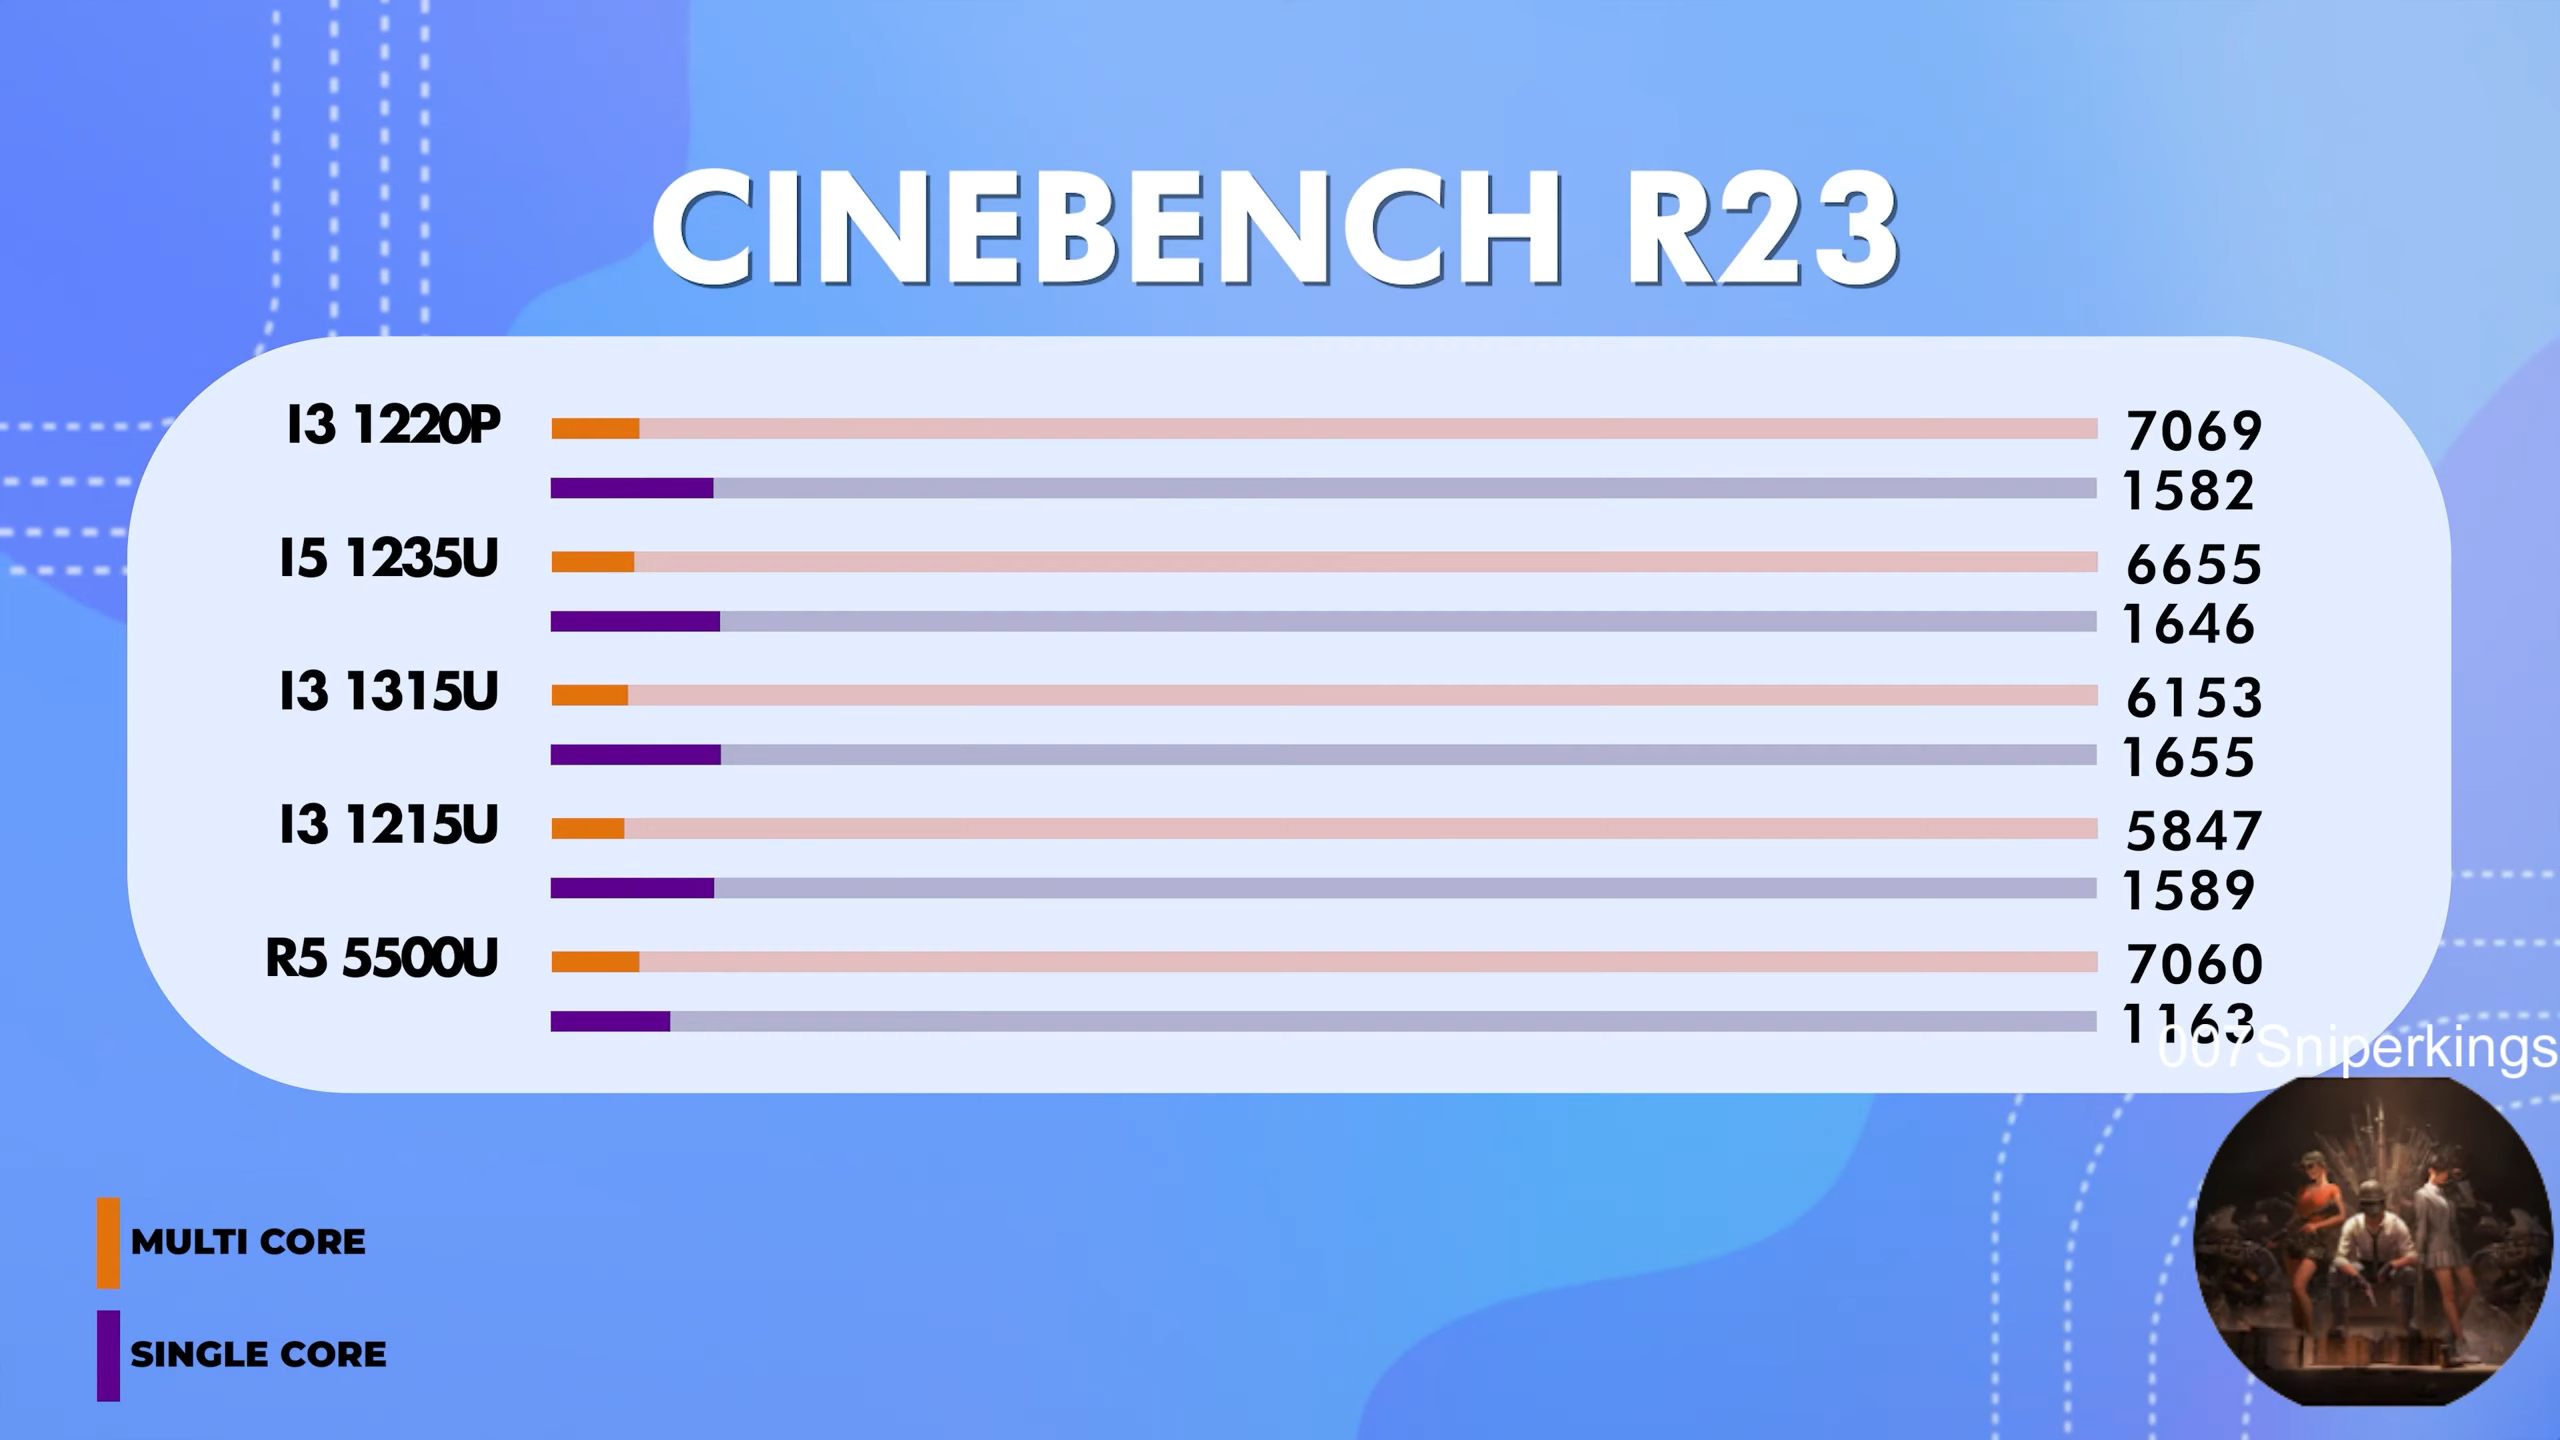 CINEBENCH R23
I3 1220P 7069
1582
I5 1235U 6655
1646
I3 1315U 6153
1655
I3 1215U 5847
1589
R5 5500U 7060
1163
007Sniperkings
MULTI CORE
SINGLE CORE